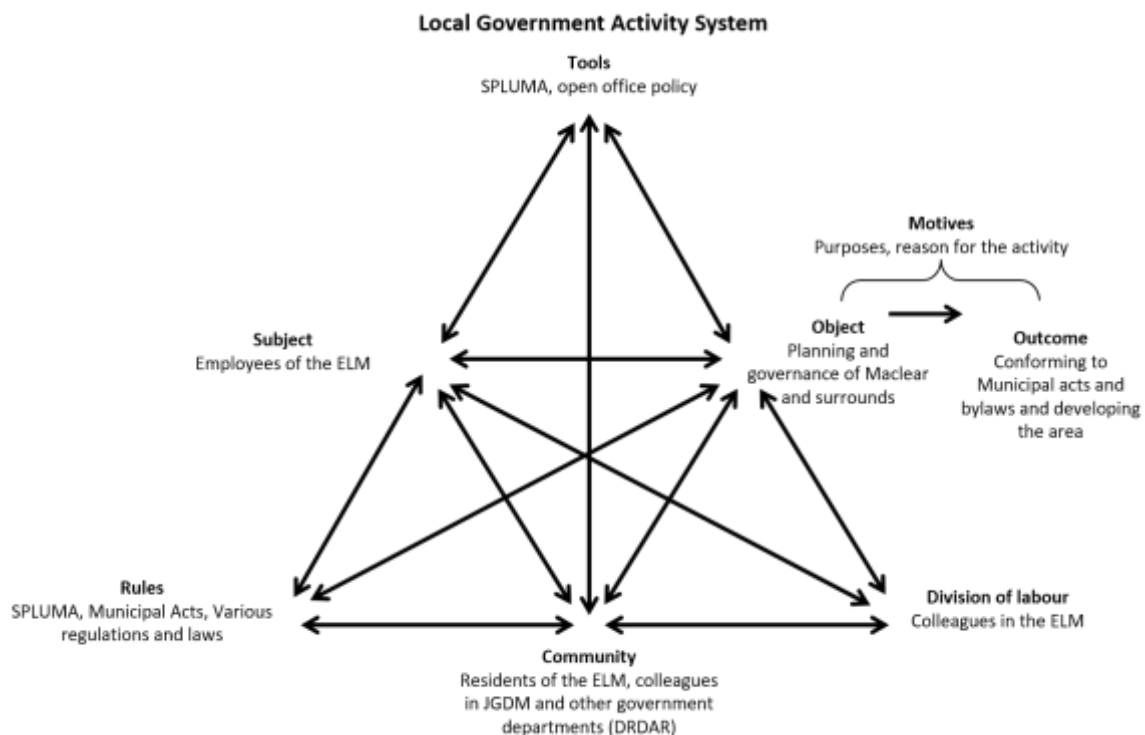 Local Government Activity System
Tools
SPLUMA, open office policy
Motives
Purposes, reason for the activity
Subject
Employees of the ELM
Object
Planning and
governance of Maclear
and surrounds
Outcome
Conforming to
Municipal acts and
bylaws and developing
the area
Rules
SPLUMA, Municipal Acts, Various
regulations and laws
Community
Residents of the ELM, colleagues
in JGDM and other government
departments (DRDAR)
Division of labour
Colleagues in the ELM